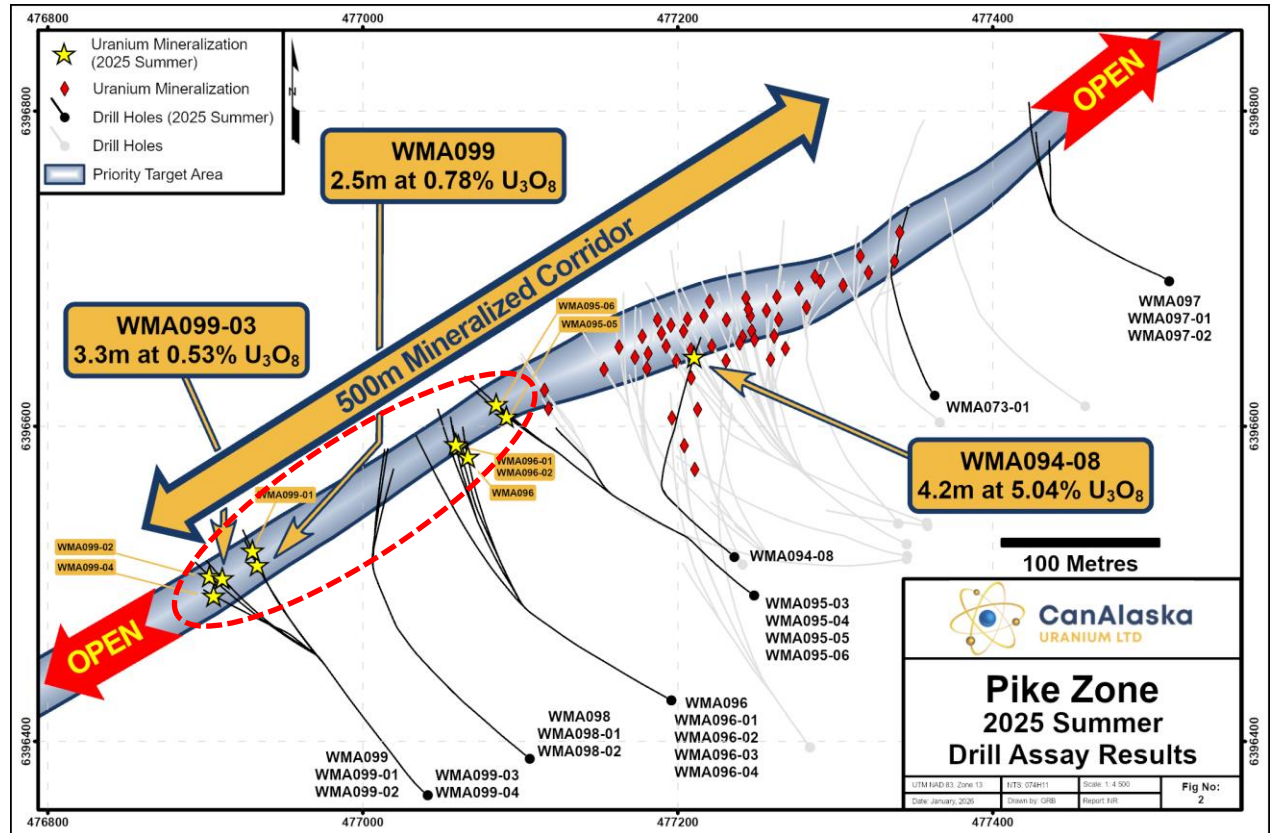 476800
477000
477200
477400
Uranium Mineralization
(2025 Summer)
Uranium Mineralization
Drill Holes (2025 Summer)
Drill Holes
Priority Target Area
N
6396800
6396800
OPEN
WMA099
2.5m at 0.78% U₃O₈
500m Mineralized Corridor
WMA099-03
3.3m at 0.53% U₃O₈
WMA095-06
WMA095-05
WMA097
WMA097-01
WMA097-02
WMA073-01
6396600
6396600
WMA096-01
WMA096-02
WMA096
WMA094-08
4.2m at 5.04% U₃O₈
WMA099-01
WMA099-02
WMA099-04
WMA094-08
100 Metres
WMA095-03
WMA095-04
WMA095-05
WMA095-06
OPEN
WMA096
WMA096-01
WMA096-02
WMA096-03
WMA096-04
WMA098
WMA098-01
WMA098-02
WMA099
WMA099-01
WMA099-02
WMA099-03
WMA099-04
6396400
6396400
CanAlaska
URANIUM LTD
Pike Zone
2025 Summer
Drill Assay Results
UTM NAD 83, Zone 13
NTS: 074H11
Scale: 1: 4 500
Fig No:
2
Date: January, 2026
Drawn by: GRB
Report: NR
476800
477000
477200
477400